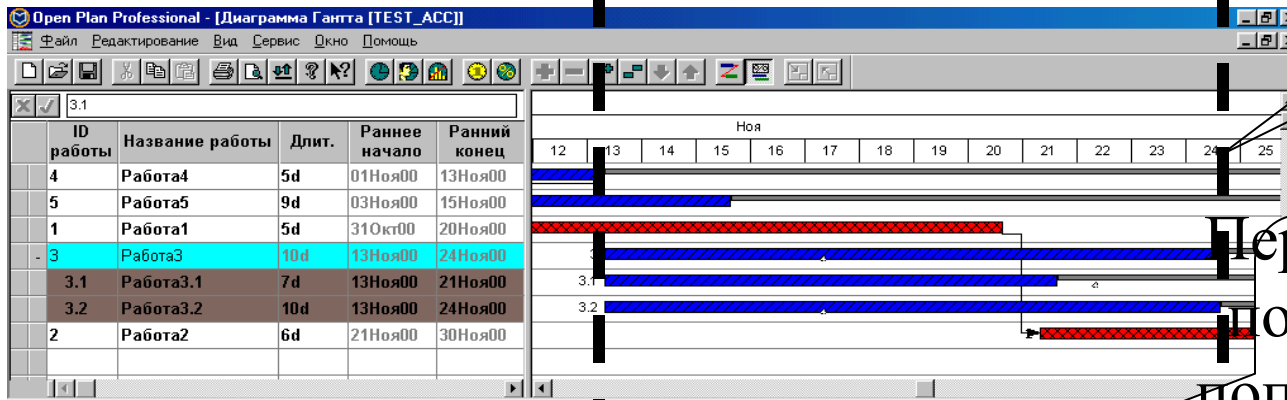 Open Plan Professional - [Диаграмма Гантта [TEST_ACC]]
Файл Редактирование Вид Сервис Окно Помощь
3.1
ID работы Название работы Длит. Раннее начало Ранний конец
Ноя
12 13 14 15 16 17 18 19 20 21 22 23 24 25
4 Работа4 5d 01Ноя00 13Ноя00
5 Работа5 9d 03Ноя00 15Ноя00
1 Работа1 5d 31Окт00 20Ноя00
- 3 Работа3 10d 13Ноя00 24Ноя00 3
3.1 Работа3.1 7d 13Ноя00 21Ноя00 3.1
3.2 Работа3.2 10d 13Ноя00 24Ноя00 3.2
2 Работа2 6d 21Ноя00 30Ноя00